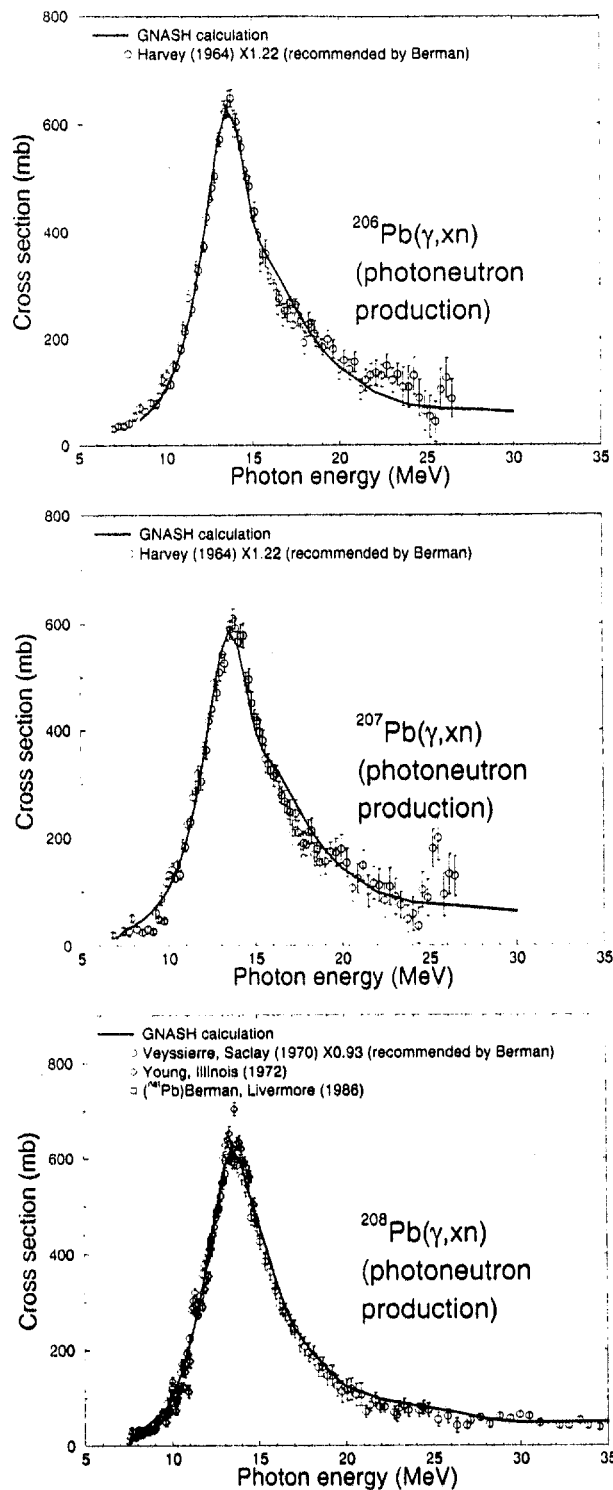 800
GNASH calculation
Harvey (1964) X1.22 (recommended by Berman)
600
400
200
0
Cross section (mb)
²⁰⁶Pb(γ,xn)
(photoneutron
production)
5 10 15 20 25 30 35
Photon energy (MeV)
800
GNASH calculation
Harvey (1964) X1.22 (recommended by Berman)
600
400
200
0
Cross section (mb)
²⁰⁷Pb(γ,xn)
(photoneutron
production)
5 10 15 20 25 30 35
Photon energy (MeV)
GNASH calculation
Veyssierre, Saclay (1970) X0.93 (recommended by Berman)
Young, Illinois (1972)
(ⁿᵃᵗPb)Berman, Livermore (1986)
800
600
400
200
0
Cross section (mb)
²⁰⁸Pb(γ,xn)
(photoneutron
production)
5 10 15 20 25 30 35
Photon energy (MeV)